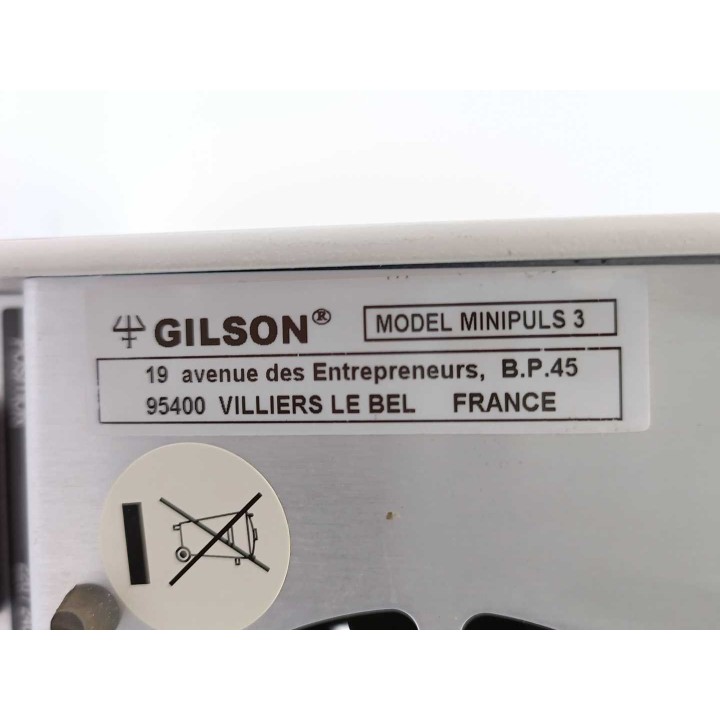 GILSON®
MODEL MINIPULS 3
19 avenue des Entrepreneurs, B.P.45
95400 VILLIERS LE BEL FRANCE